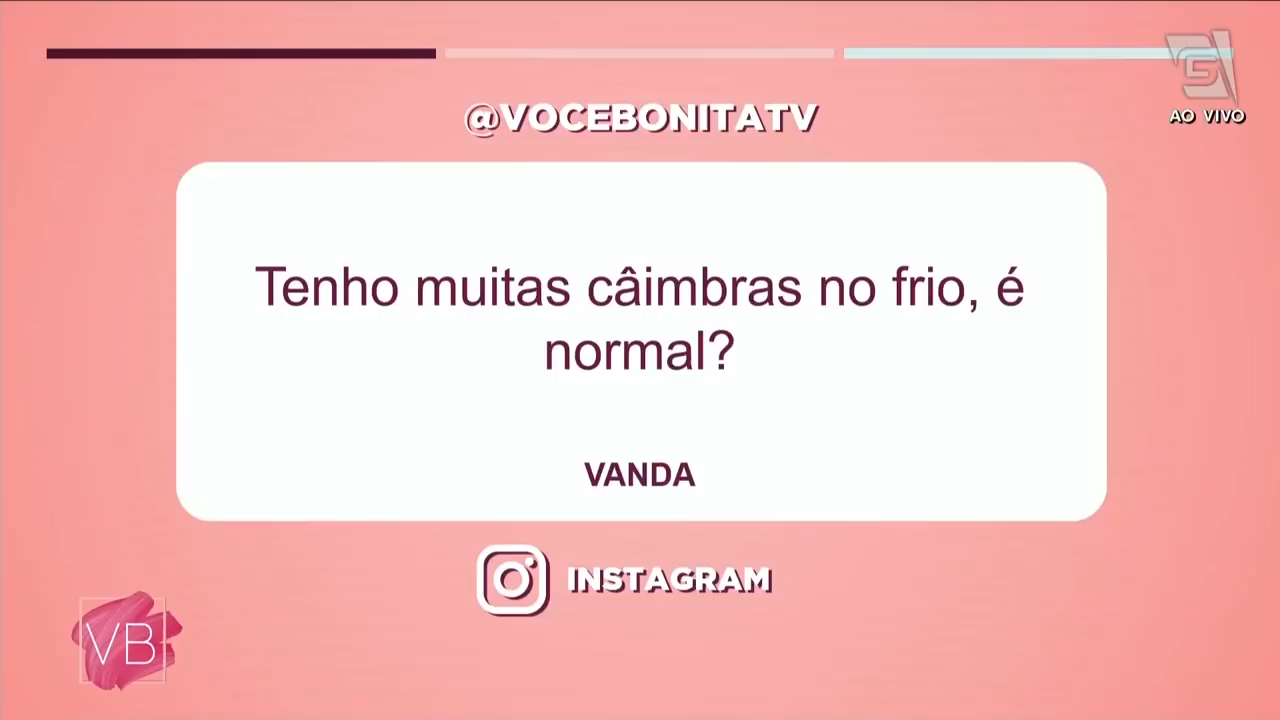 @VOCEBONITATV
AO VIVO
Tenho muitas câimbras no frio, é
normal?
VANDA
INSTAGRAM
VB